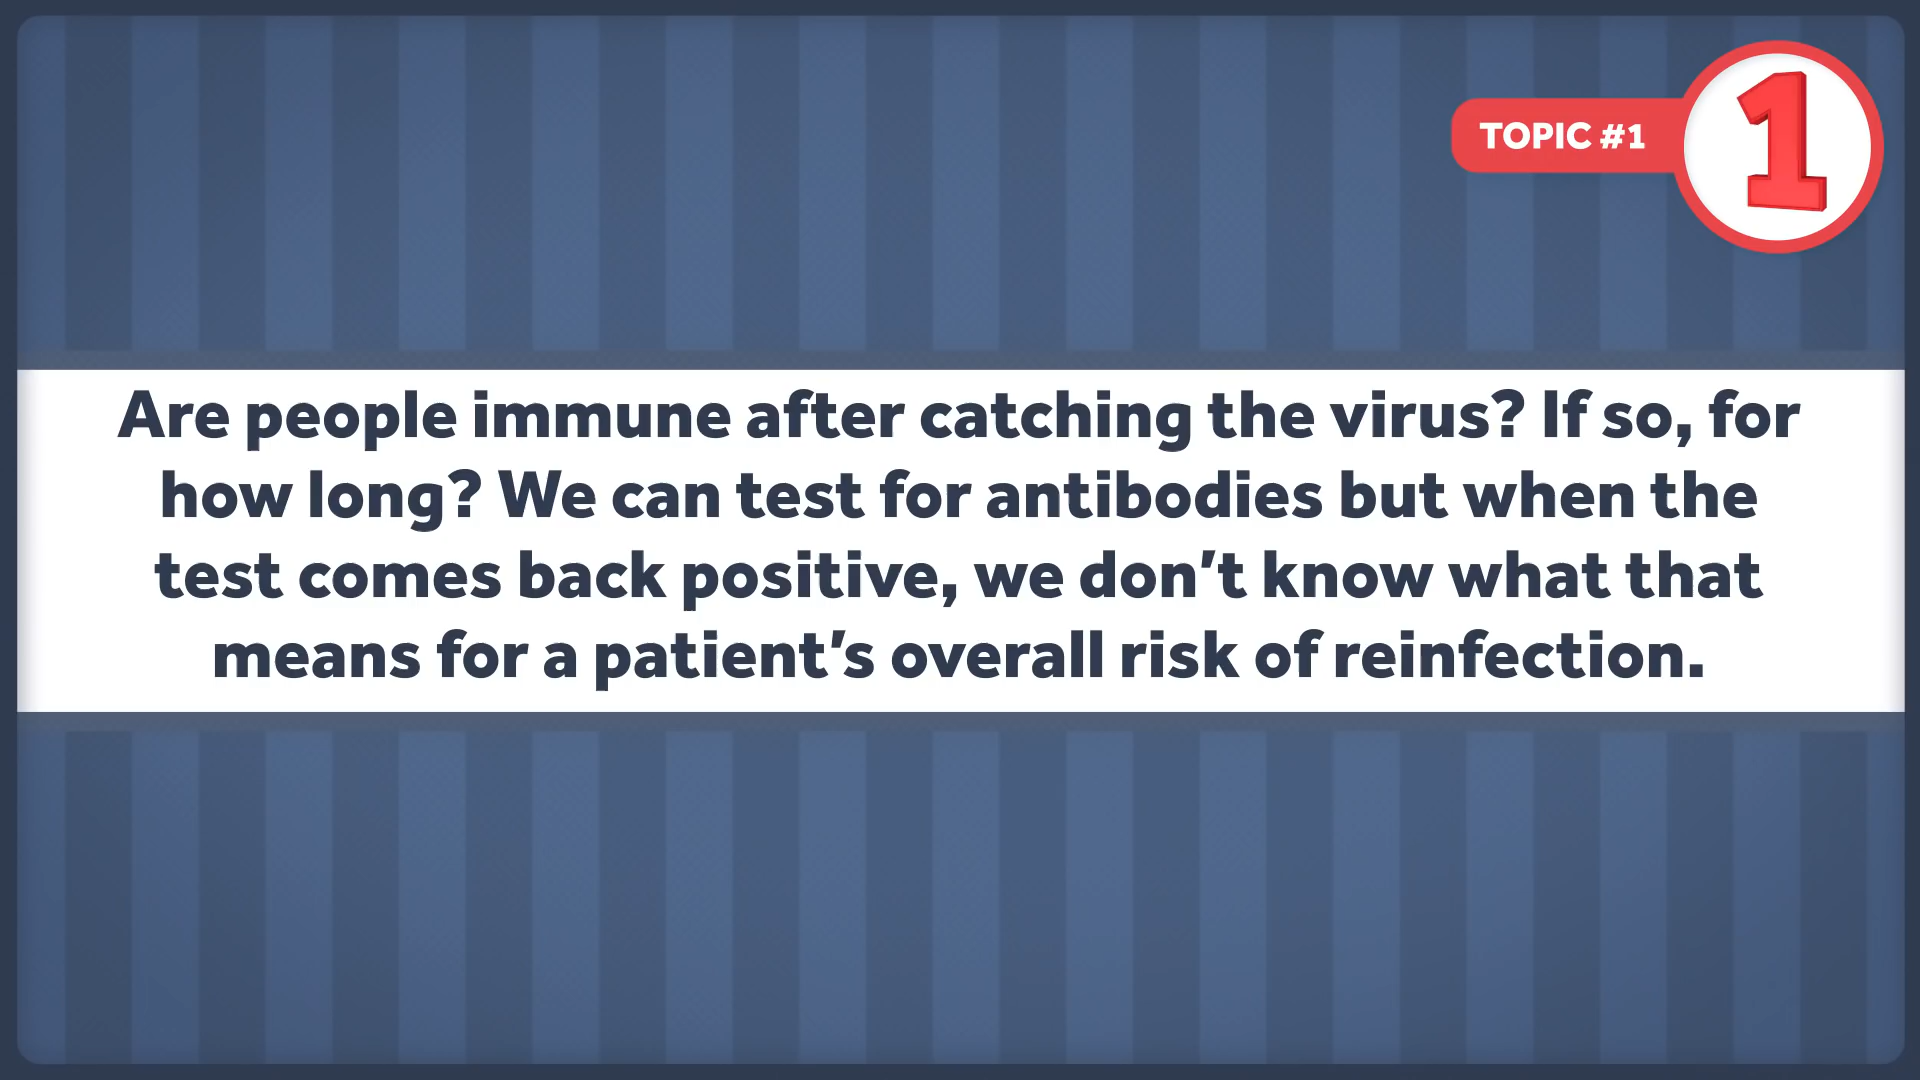 TOPIC #1
1
Are people immune after catching the virus? If so, for
how long? We can test for antibodies but when the
test comes back positive, we don’t know what that
means for a patient’s overall risk of reinfection.